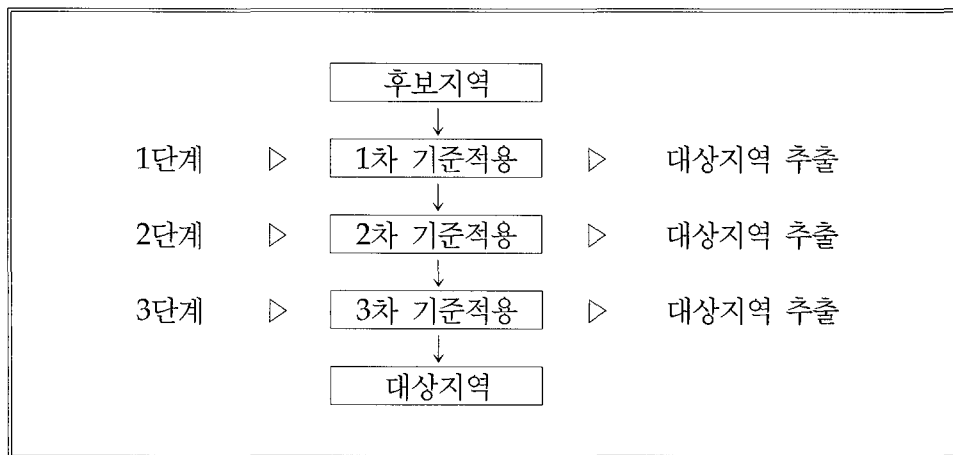 후보지역
1단계 ▷ 1차 기준적용 ▷ 대상지역 추출
2단계 ▷ 2차 기준적용 ▷ 대상지역 추출
3단계 ▷ 3차 기준적용 ▷ 대상지역 추출
대상지역